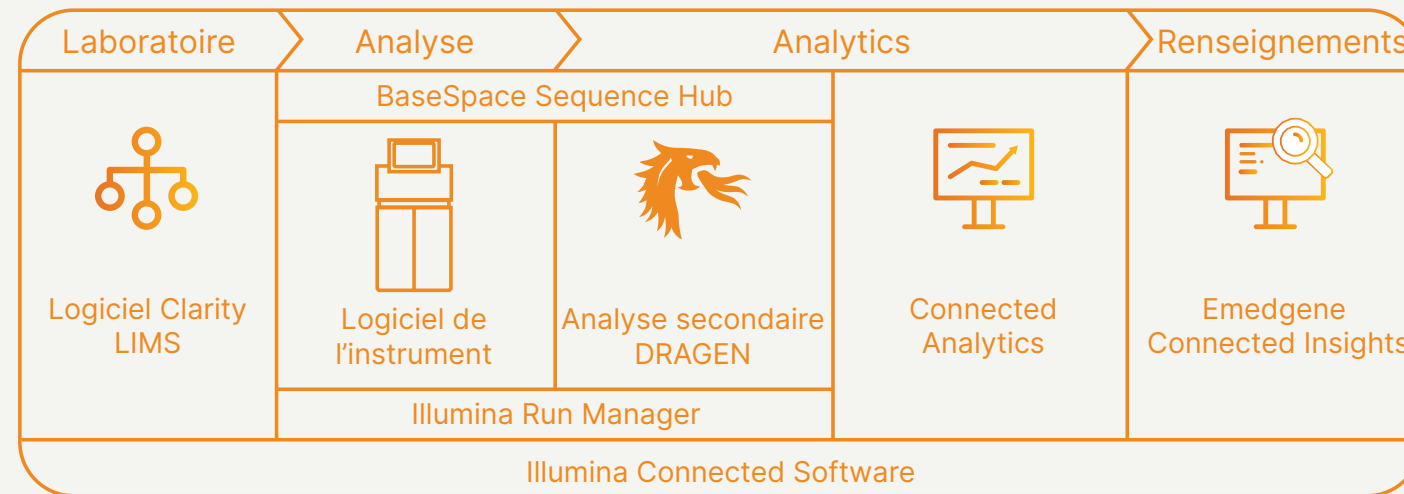 Laboratoire
Analyse
Analytics
Renseignements
BaseSpace Sequence Hub
Logiciel Clarity
LIMS
Logiciel de
l'instrument
Analyse secondaire
DRAGEN
Connected
Analytics
Emedgene
Connected Insights
Illumina Run Manager
Illumina Connected Software